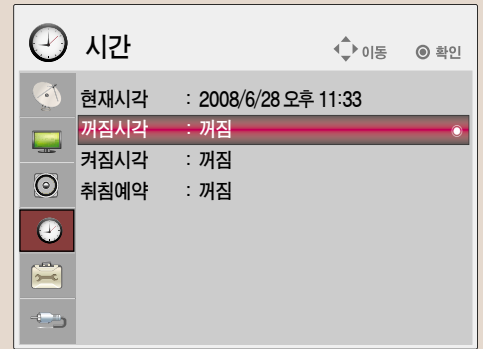 시간
이동 확인
현재시각 : 2008/6/28 오후 11:33
꺼짐시각 : 꺼짐
켜짐시각 : 꺼짐
취침예약 : 꺼짐